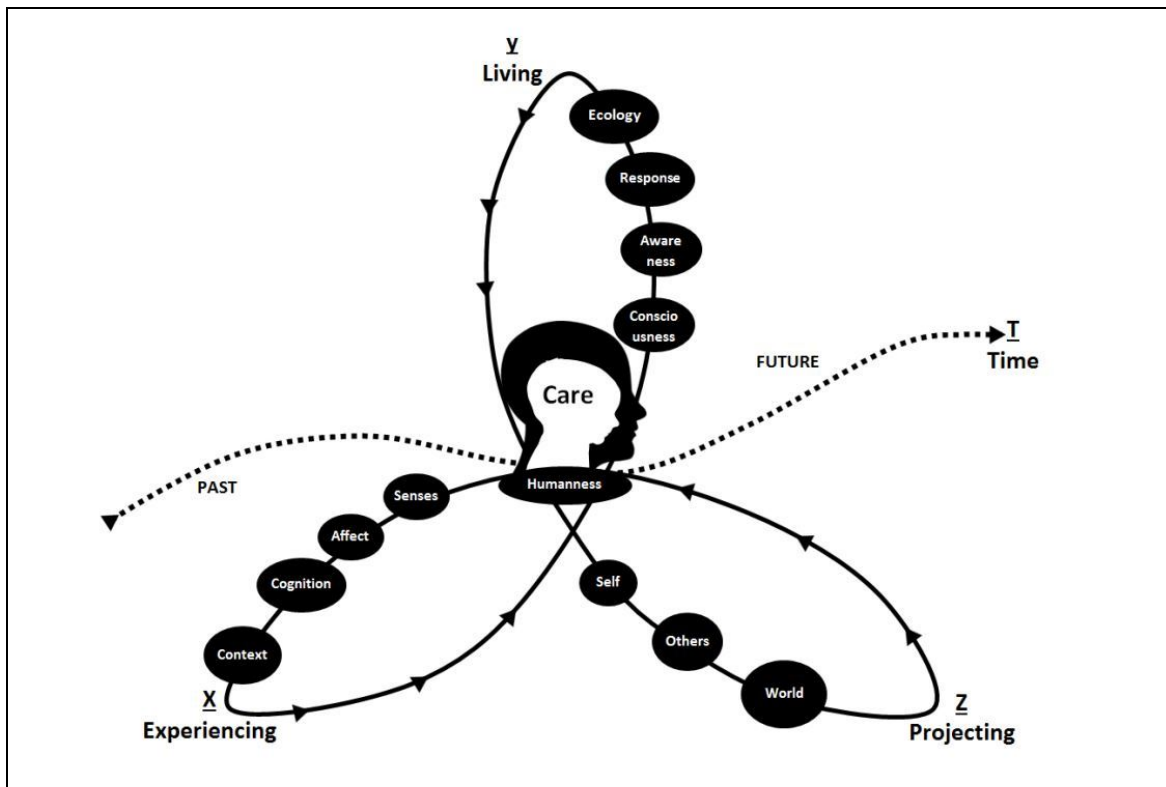 y
Living
Ecology
Response
Aware
ness
Conscio
usness
T
Time
FUTURE
Care
PAST
Humanness
Senses
Affect
Cognition
Context
X
Experiencing
Self
Others
World
Z
Projecting